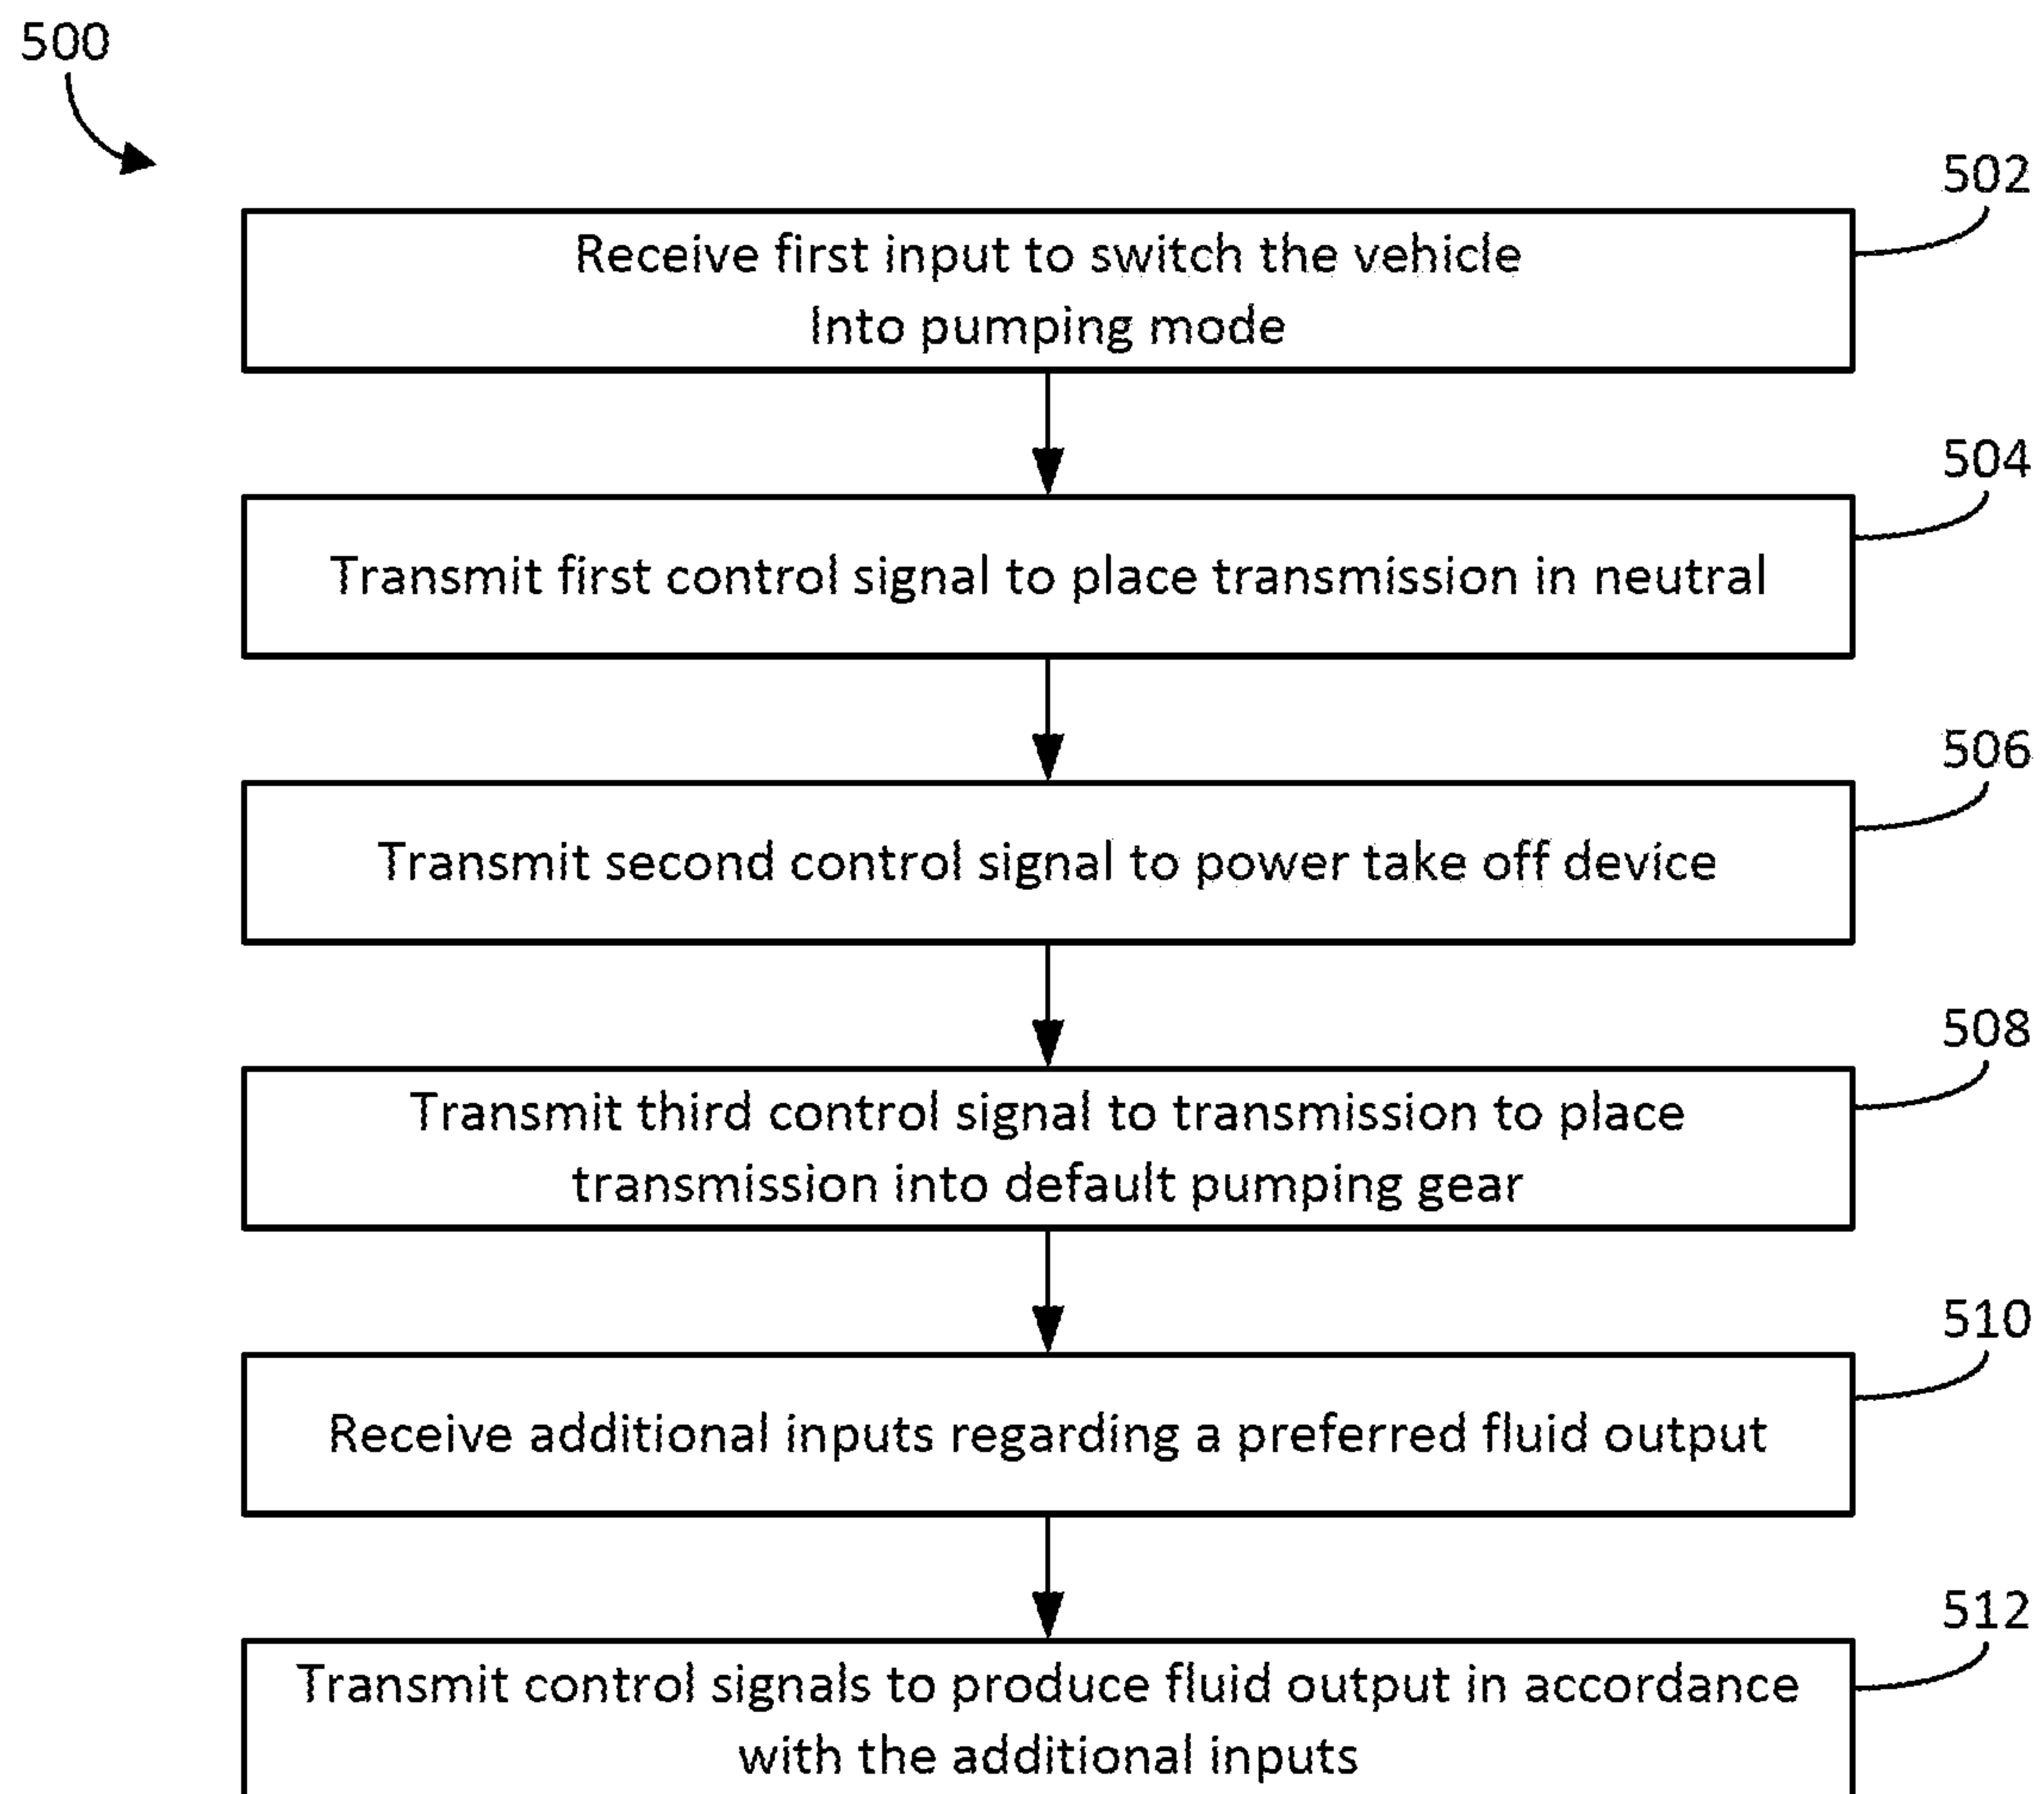 500
502
Receive first input to switch the vehicle
Into pumping mode
504
Transmit first control signal to place transmission in neutral
506
Transmit second control signal to power take off device
508
Transmit third control signal to transmission to place
transmission into default pumping gear
510
Receive additional inputs regarding a preferred fluid output
512
Transmit control signals to produce fluid output in accordance
with the additional inputs